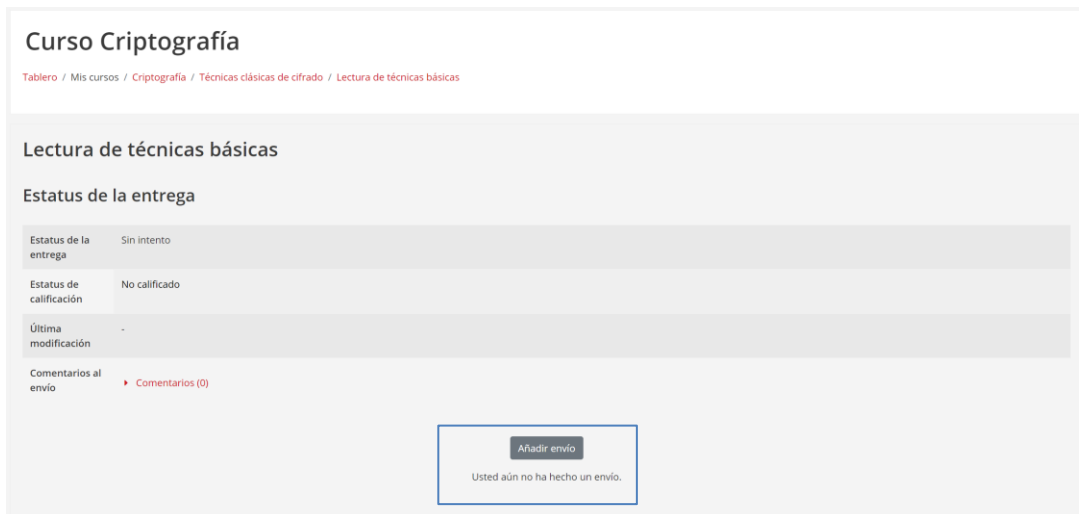 Curso Criptografía
Tablero / Mis cursos / Criptografía / Técnicas clásicas de cifrado / Lectura de técnicas básicas
Lectura de técnicas básicas
Estatus de la entrega
Estatus de la entrega Sin intento
Estatus de calificación No calificado
Última modificación -
Comentarios al envío Comentarios (0)
Añadir envío
Usted aún no ha hecho un envío.